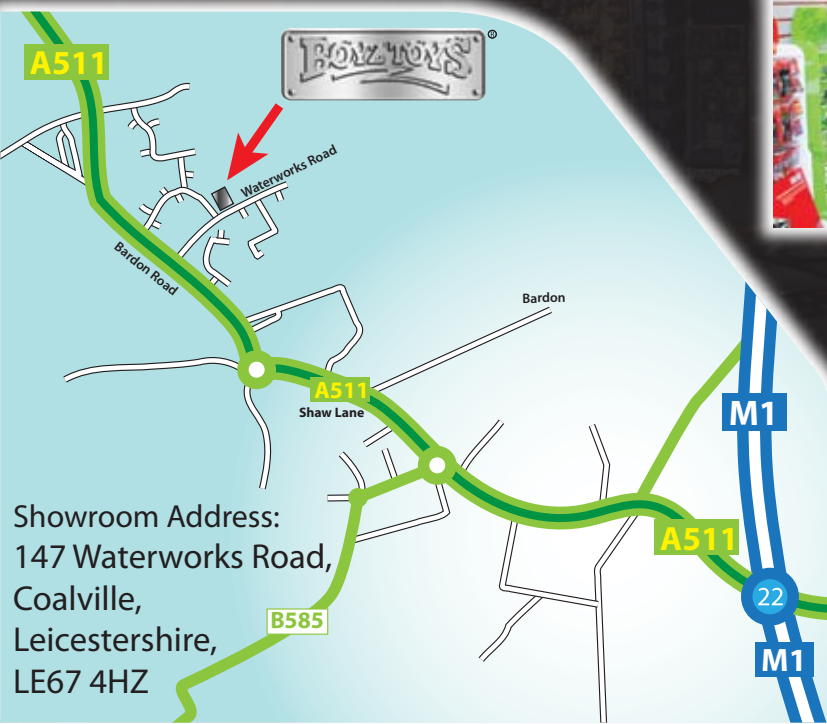 A511
BOYZ TOYS®
Waterworks Road
Bardon Road
Bardon
A511
Shaw Lane
M1
A511
Showroom Address:
147 Waterworks Road,
Coalville,
Leicestershire,
LE67 4HZ
B585
22
M1